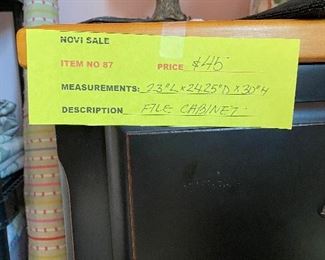 NOVI SALE
ITEM NO 87 PRICE $45
MEASUREMENTS: 23"L x 24.25"D x 30"H
DESCRIPTION FILE CABINET